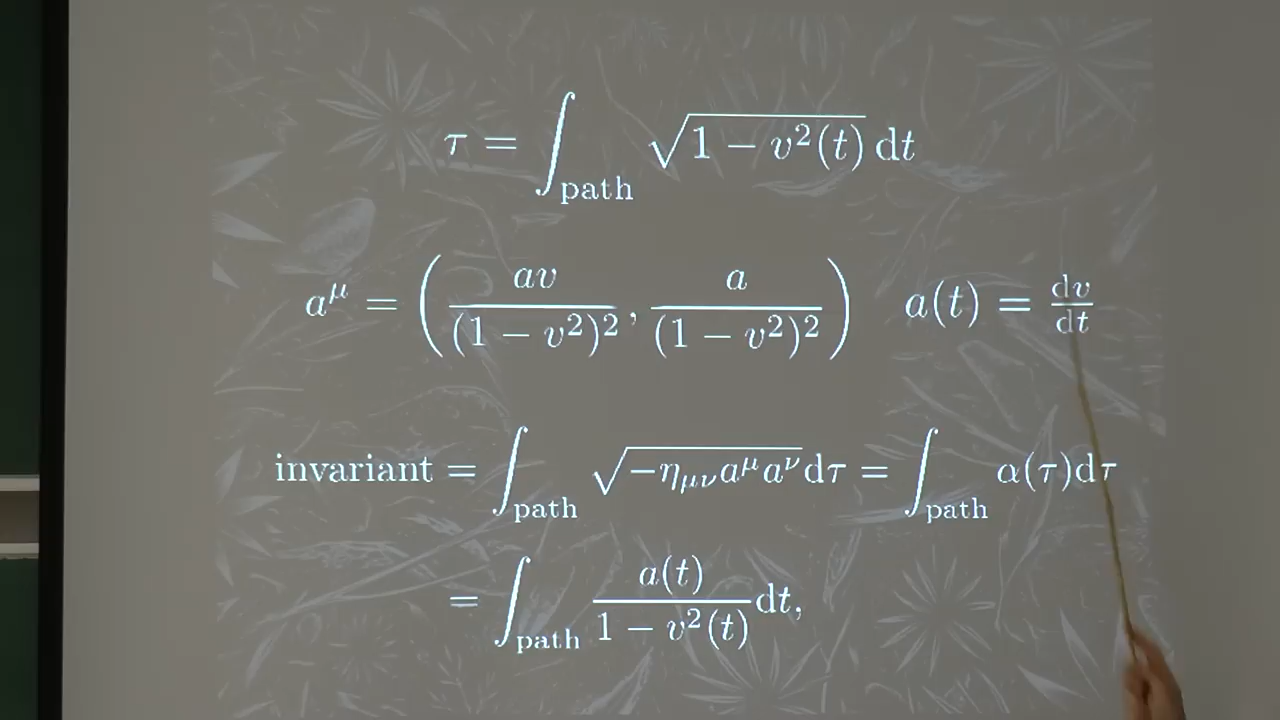 τ = ∫_path √(1 − v²(t)) dt
a^μ = ( av/(1 − v²)², a/(1 − v²)² ) a(t) = dv/dt
invariant = ∫_path √(−η_μν a^μ a^ν) dτ = ∫_path α(τ)dτ
= ∫_path a(t)/(1 − v²(t)) dt,